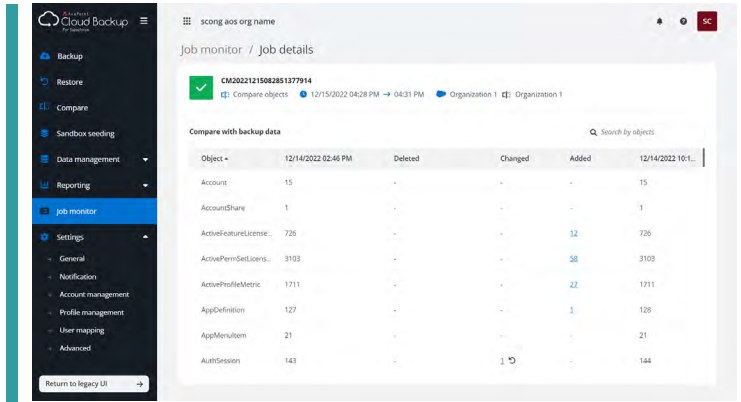 AvePoint
Cloud Backup
For Salesforce
scong aos org name
SC
Job monitor / Job details
Backup
Restore
Compare
Sandbox seeding
Data management
Reporting
Job monitor
Settings
General
Notification
Account management
Profile management
User mapping
Advanced
Return to legacy UI →
CM20221215082851377914
Compare objects 12/15/2022 04:28 PM → 04:31 PM Organization 1 Organization 1
Compare with backup data
Search by objects
Object 12/14/2022 02:46 PM Deleted Changed Added 12/14/2022 10:1...
Account 15 - - - 15
AccountShare 1 - - - 1
ActiveFeatureLicense... 726 - - 12 726
ActivePermSetLicens... 3103 - - 58 3103
ActiveProfileMetric 1711 - - 27 1711
AppDefinition 127 - - 1 128
AppMenuItem 21 - - - 21
AuthSession 143 - 1 - 144